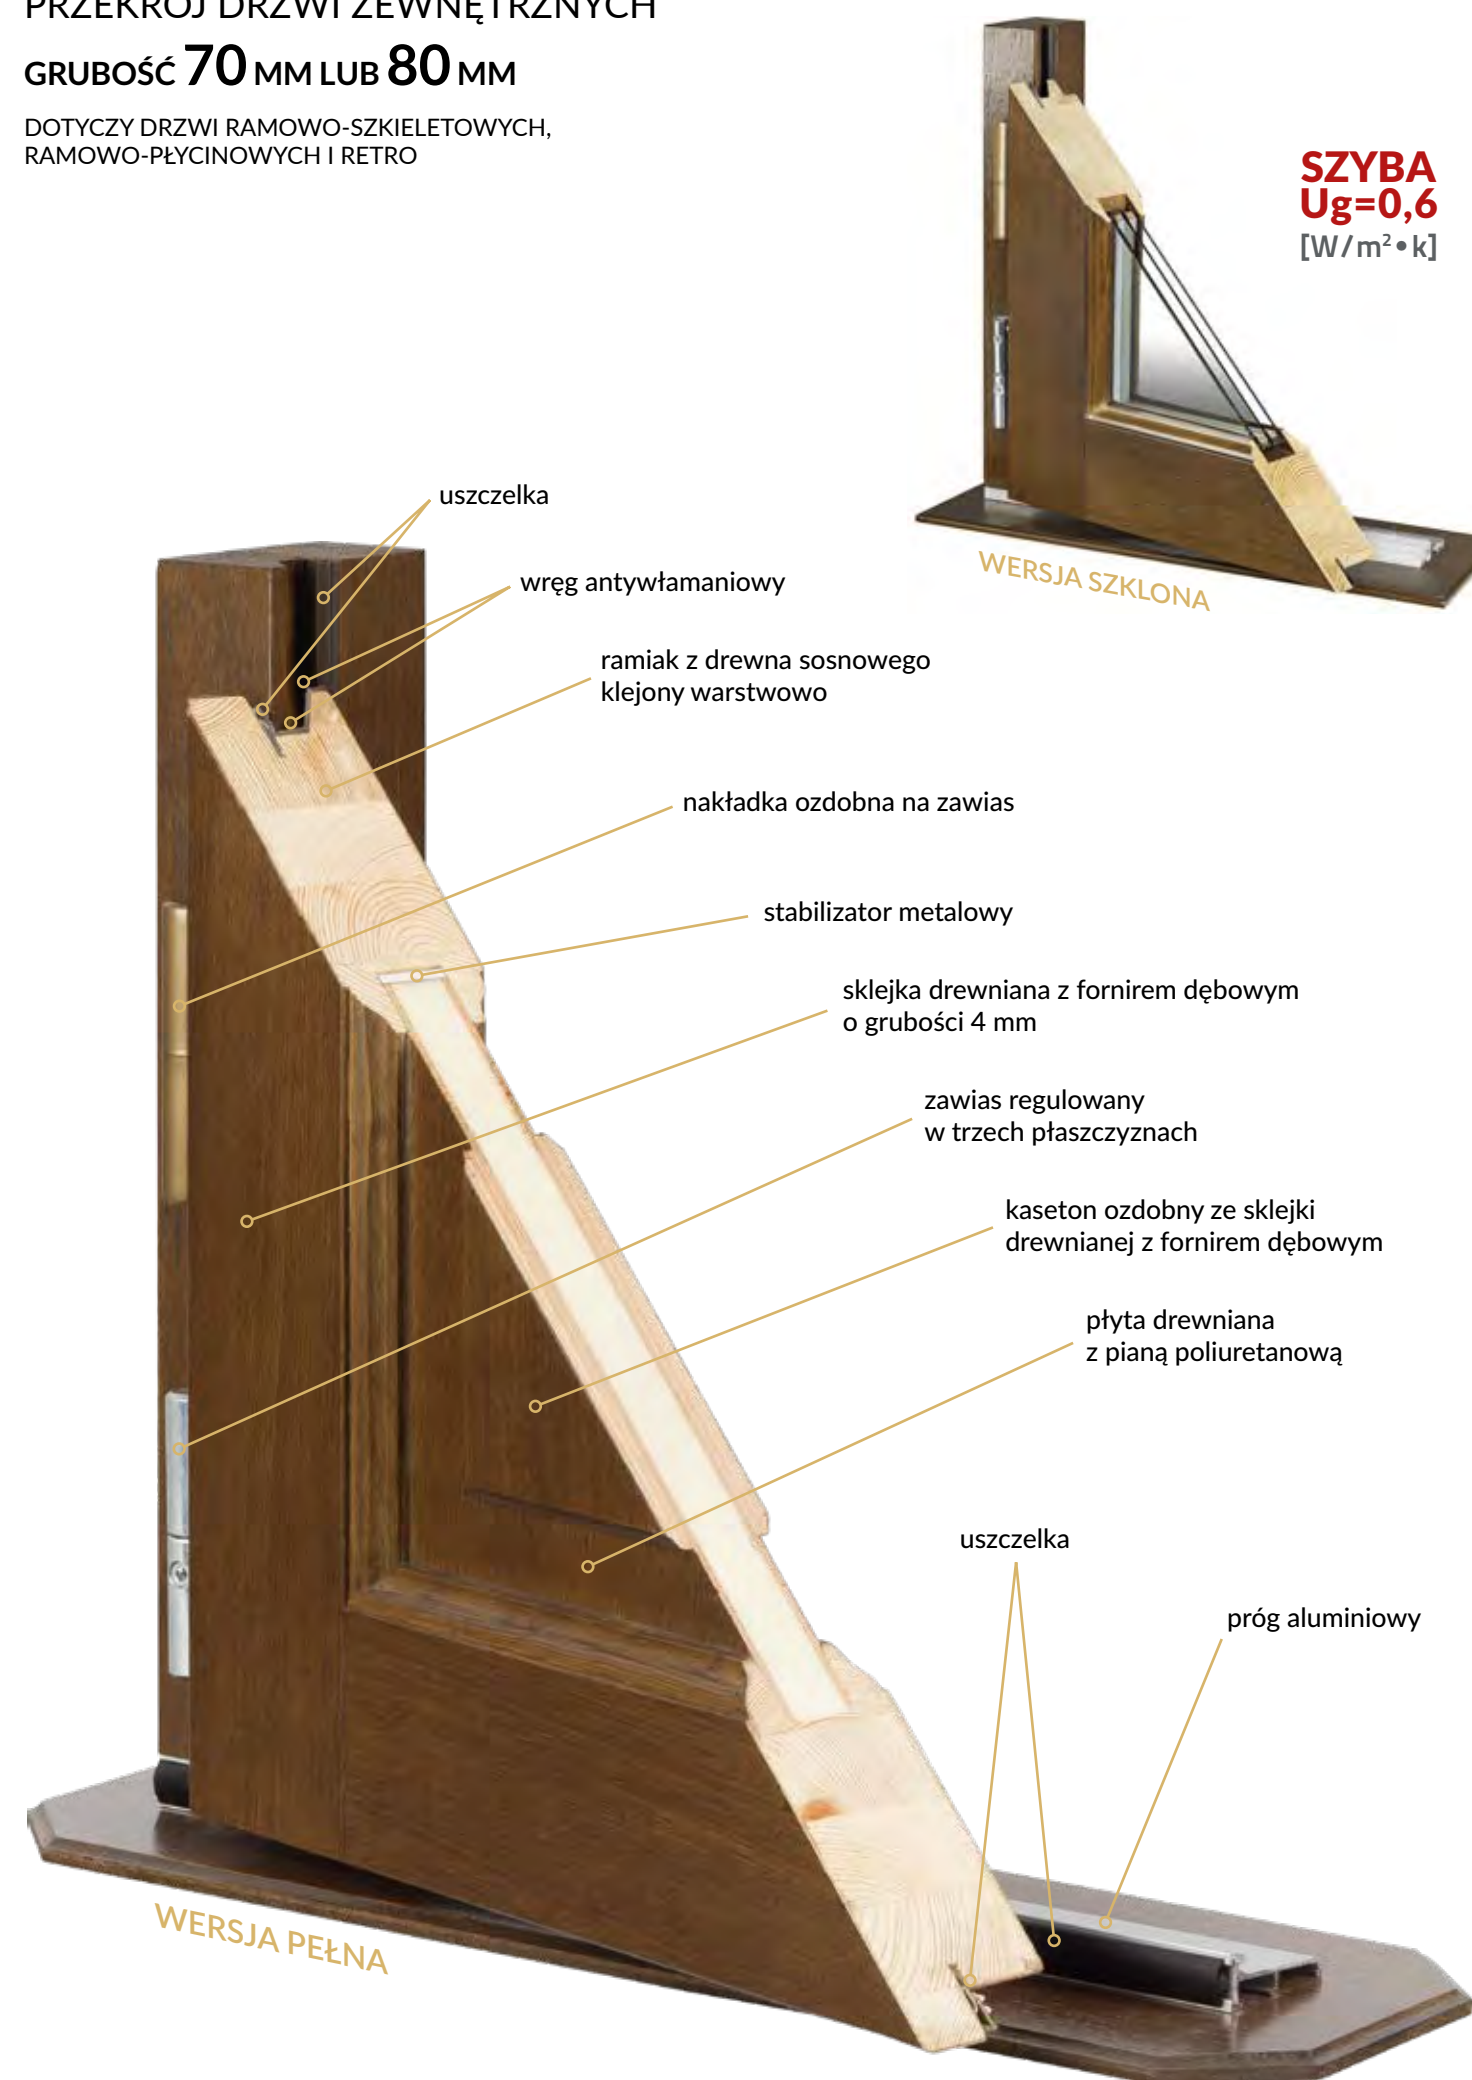 PRZEKRÓJ DRZWI ZEWNĘTRZNYCH
GRUBOŚĆ 70 MM LUB 80 MM
DOTYCZY DRZWI RAMOWO-SZKIELETOWYCH,
RAMOWO-PŁYCINOWYCH I RETRO
SZYBA
Ug=0,6
[W/m²•k]
WERSJA SZKLONA
uszczelka
wręg antywłamaniowy
ramiak z drewna sosnowego
klejony warstwowo
nakładka ozdobna na zawias
stabilizator metalowy
sklejka drewniana z fornirem dębowym
o grubości 4 mm
zawias regulowany
w trzech płaszczyznach
kaseton ozdobny ze sklejki
drewnianej z fornirem dębowym
płyta drewniana
z pianą poliuretanową
uszczelka
próg aluminiowy
WERSJA PEŁNA